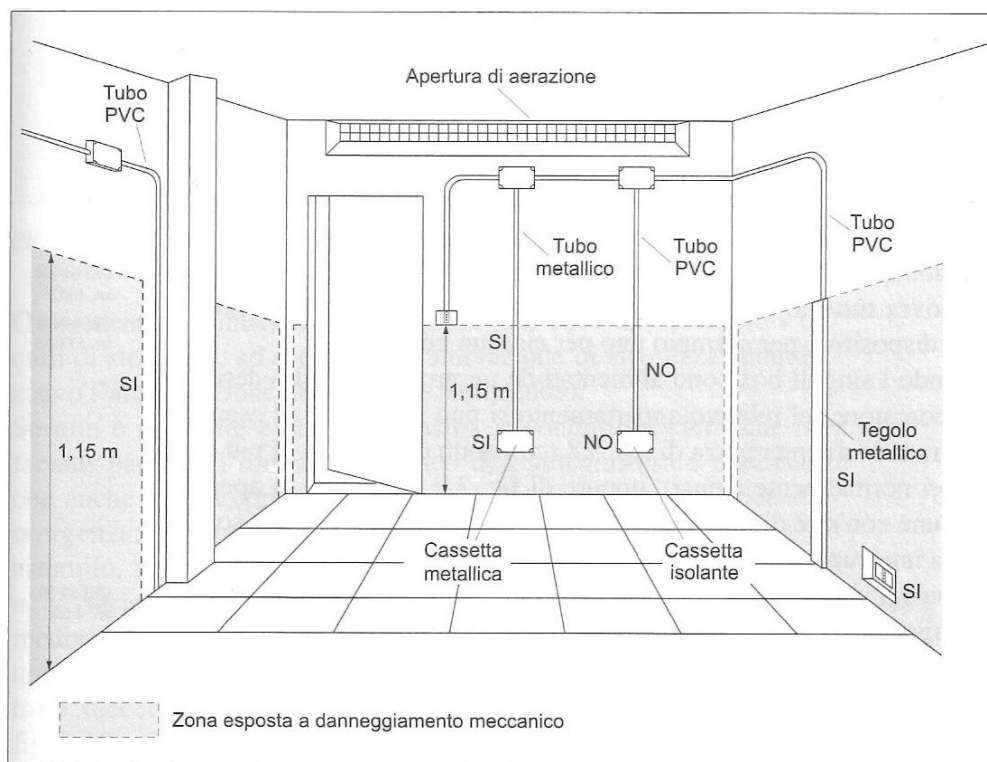 Apertura di aerazione
Tubo
PVC
Tubo
metallico
Tubo
PVC
Tubo
PVC
SI
1,15 m
SI
1,15 m
NO
SI
NO
Tegolo
metallico
SI
Cassetta
metallica
Cassetta
isolante
SI
Zona esposta a danneggiamento meccanico